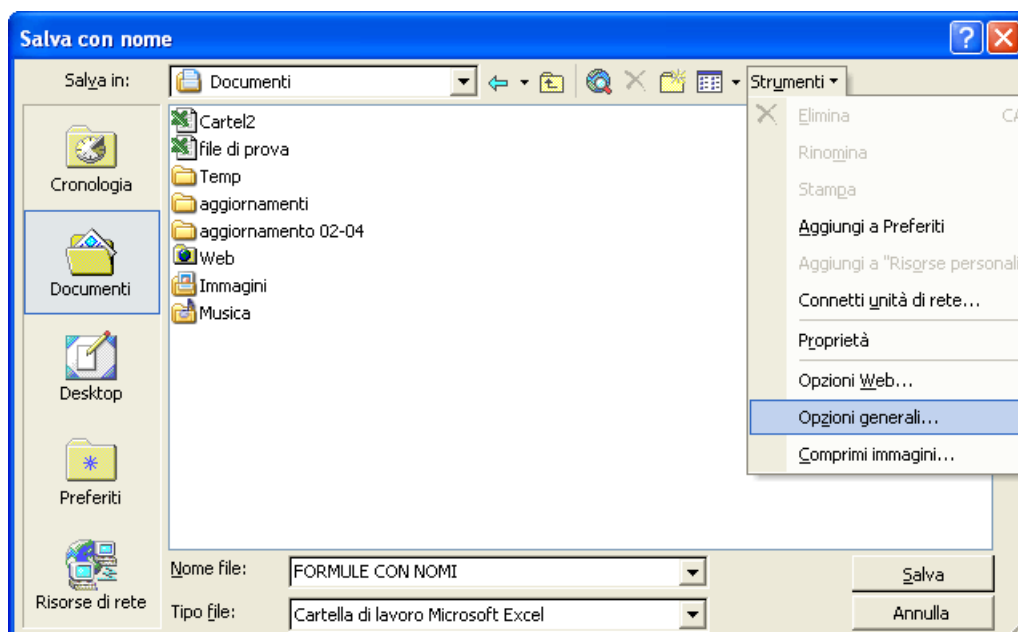 Salva con nome
Salva in:
Documenti
Strumenti
Cartel2
file di prova
Temp
aggiornamenti
aggiornamento 02-04
Web
Immagini
Musica
Cronologia
Documenti
Desktop
Preferiti
Risorse di rete
Elimina CA
Rinomina
Stampa
Aggiungi a Preferiti
Aggiungi a "Risorse personali
Connetti unità di rete...
Proprietà
Opzioni Web...
Opzioni generali...
Comprimi immagini...
Nome file: FORMULE CON NOMI
Salva
Tipo file: Cartella di lavoro Microsoft Excel
Annulla